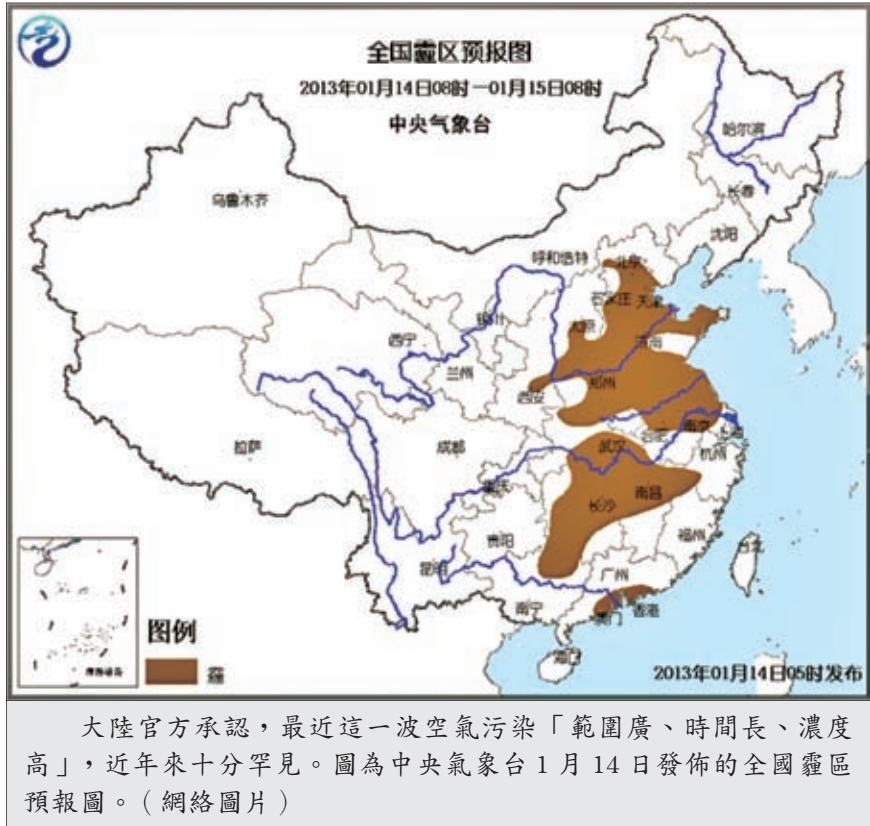 全国霾区预报图
2013年01月14日08时—01月15日08时
中央气象台
哈尔滨
长春
乌鲁木齐
沈阳
呼和浩特
北京
石家庄
天津
银川
太原
西宁
济南
兰州
西安
郑州
南京
合肥
上海
拉萨
成都
武汉
杭州
重庆
长沙
南昌
贵阳
福州
昆明
台北
广州
南宁
香港
澳门
海口
图例
霾
南海诸岛
2013年01月14日05时发布
大陸官方承認，最近這一波空氣污染「範圍廣、時間長、濃度
高」，近年來十分罕見。圖為中央氣象台1月14日發佈的全國霾區
預報圖。（網絡圖片）